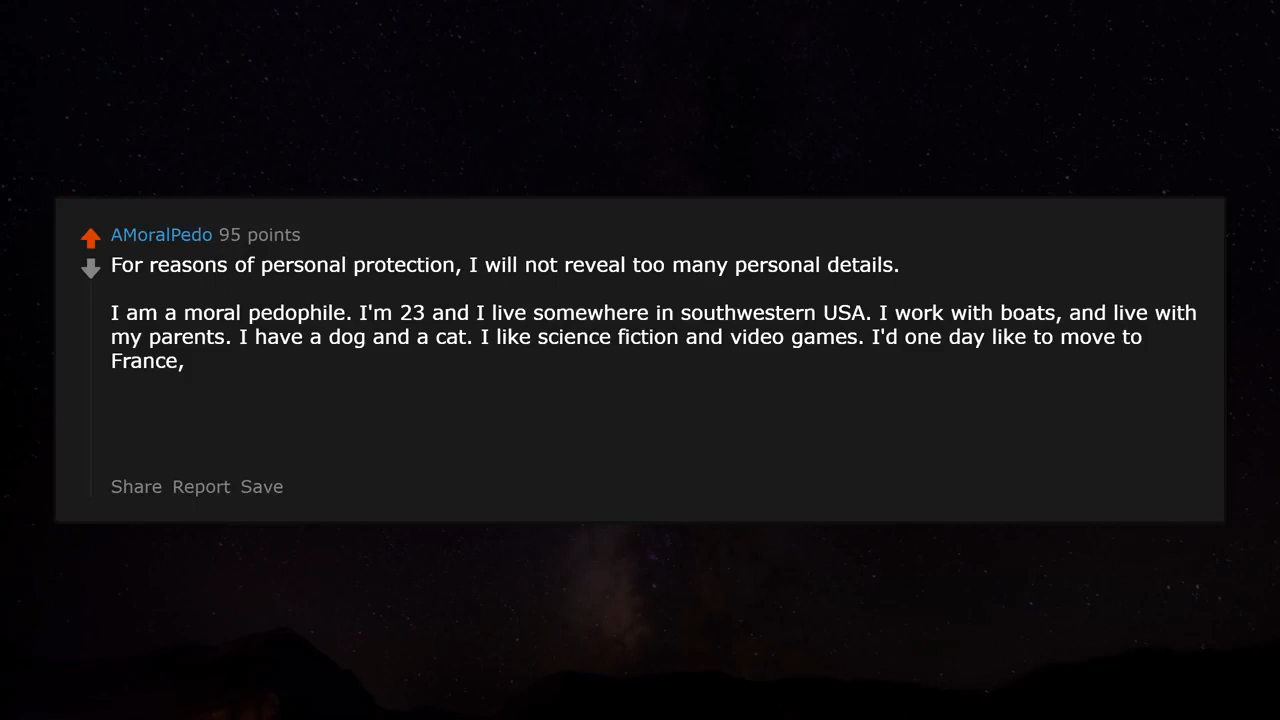 AMoralPedo 95 points
For reasons of personal protection, I will not reveal too many personal details.
I am a moral pedophile. I'm 23 and I live somewhere in southwestern USA. I work with boats, and live with
my parents. I have a dog and a cat. I like science fiction and video games. I'd one day like to move to
France,
Share Report Save